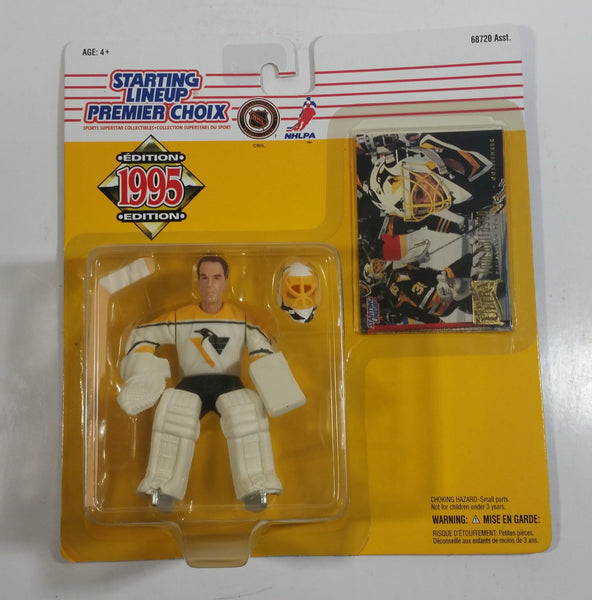 AGE: 4+
68720 Asst.
STARTING
LINEUP
PREMIER CHOIX
SPORTS SUPERSTAR COLLECTIBLES•COLLECTION SUPERSTARS DU SPORT
NHLPA
•ÉDITION•
1995
•EDITION•
CHOKING HAZARD-Small parts.
Not for children under 3 years.
WARNING: ⚠ MISE EN GARDE:
RISQUE D'ÉTOUFFEMENT: Petites pièces.
Déconseillé aux enfants de moins de 3 ans.